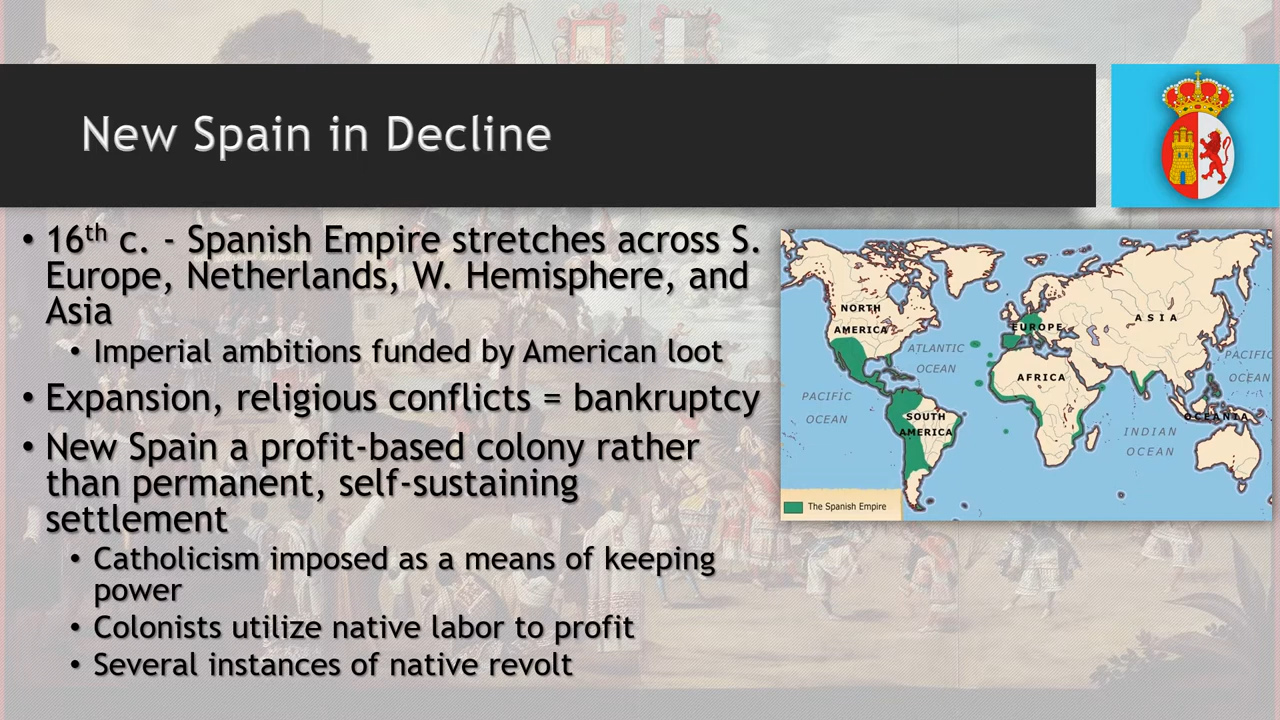 New Spain in Decline
• 16th c. - Spanish Empire stretches across S.
Europe, Netherlands, W. Hemisphere, and
Asia
• Imperial ambitions funded by American loot
• Expansion, religious conflicts = bankruptcy
• New Spain a profit-based colony rather
than permanent, self-sustaining
settlement
• Catholicism imposed as a means of keeping
power
• Colonists utilize native labor to profit
• Several instances of native revolt
NORTH
AMERICA
EUROPE
ASIA
ATLANTIC
OCEAN
PACIFIC
OCEAN
AFRICA
PACIFIC
OCEAN
SOUTH
AMERICA
OCEANIA
INDIAN
OCEAN
The Spanish Empire